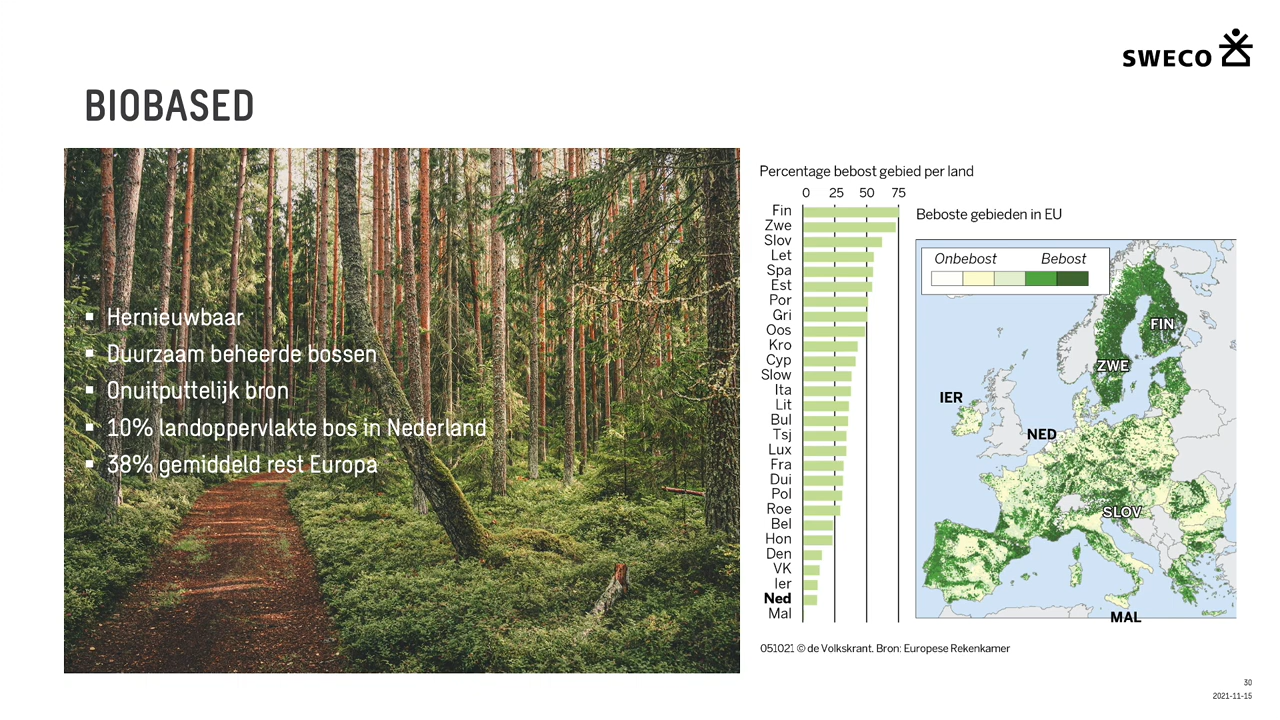 SWECO
BIOBASED
Hernieuwbaar
Duurzaam beheerde bossen
Onuitputtelijk bron
10% landoppervlakte bos in Nederland
38% gemiddeld rest Europa
Percentage bebost gebied per land
0 25 50 75
Fin
Zwe
Slov
Let
Spa
Est
Por
Gri
Oos
Kro
Cyp
Slow
Ita
Lit
Bul
Tsj
Lux
Fra
Dui
Pol
Roe
Bel
Hon
Den
VK
Ier
Ned
Mal
Beboste gebieden in EU
Onbebost Bebost
FIN
ZWE
IER
NED
SLOV
MAL
051021 © de Volkskrant. Bron: Europese Rekenkamer
30
2021-11-15